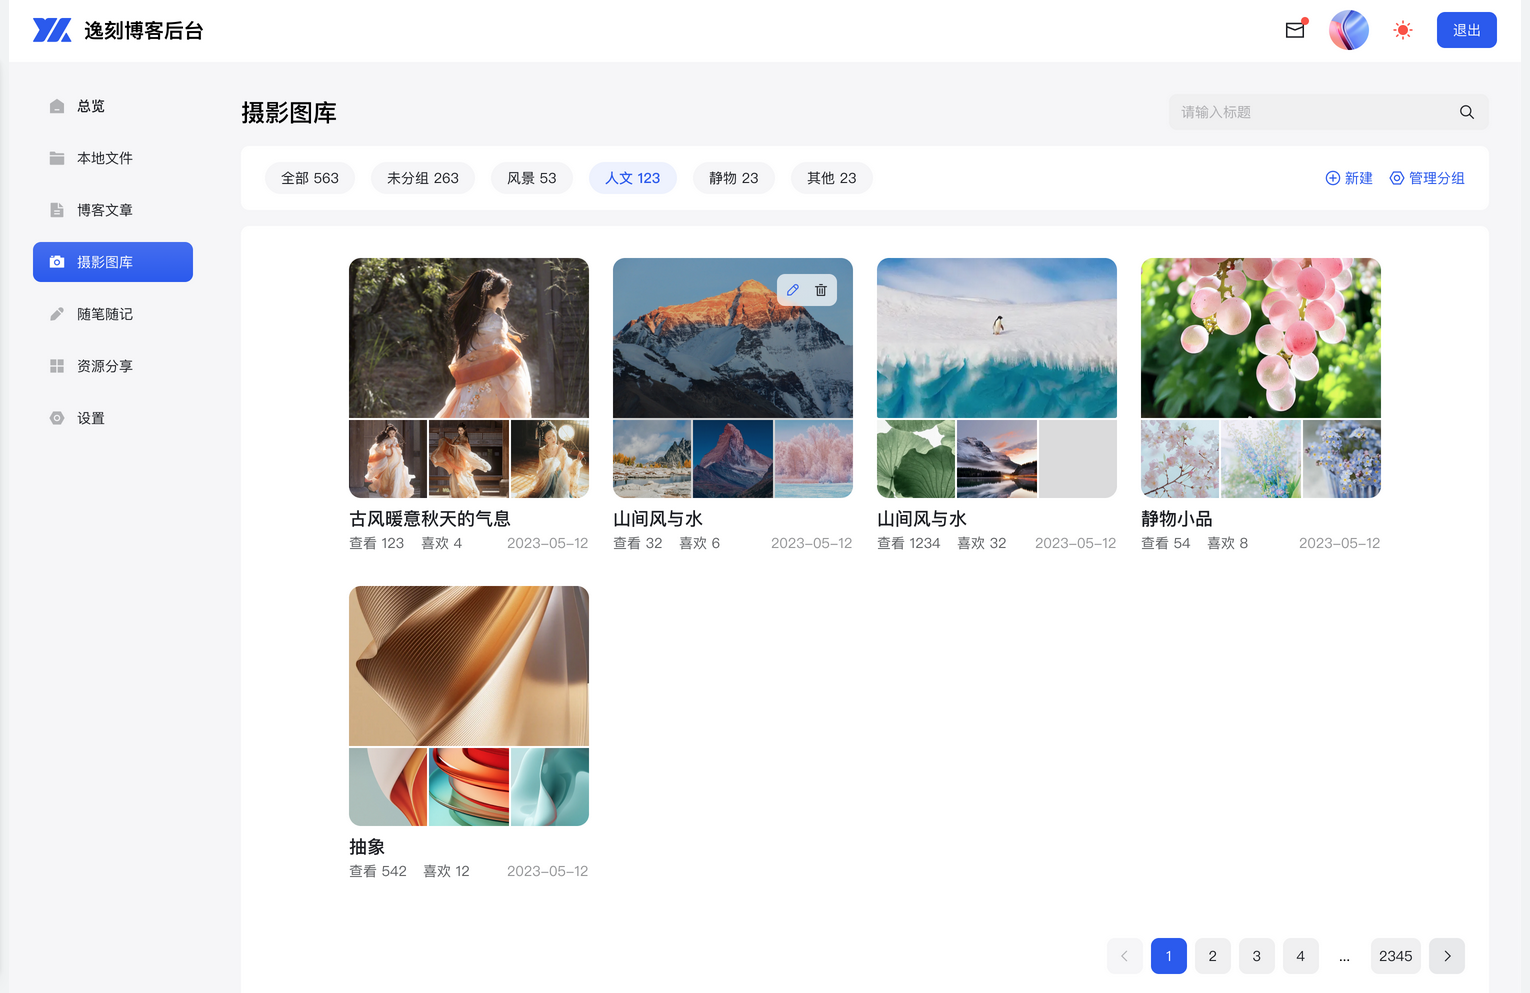 逸刻博客后台
退出
总览
本地文件
博客文章
摄影图库
随笔随记
资源分享
设置
摄影图库
请输入标题
全部 563
未分组 263
风景 53
人文 123
静物 23
其他 23
新建
管理分组
古风暖意秋天的气息
查看 123 喜欢 4 2023-05-12
山间风与水
查看 32 喜欢 6 2023-05-12
山间风与水
查看 1234 喜欢 32 2023-05-12
静物小品
查看 54 喜欢 8 2023-05-12
抽象
查看 542 喜欢 12 2023-05-12
1 2 3 4 ... 2345